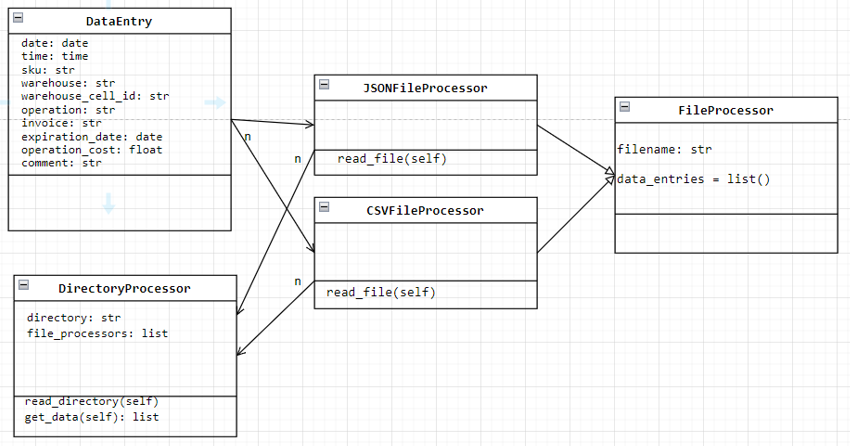 DataEntry
date: date
time: time
sku: str
warehouse: str
warehouse_cell_id: str
operation: str
invoice: str
expiration_date: date
operation_cost: float
comment: str
n
JSONFileProcessor
read_file(self)
n
FileProcessor
filename: str
data_entries = list()
CSVFileProcessor
read_file(self)
n
DirectoryProcessor
directory: str
file_processors: list
read_directory(self)
get_data(self): list